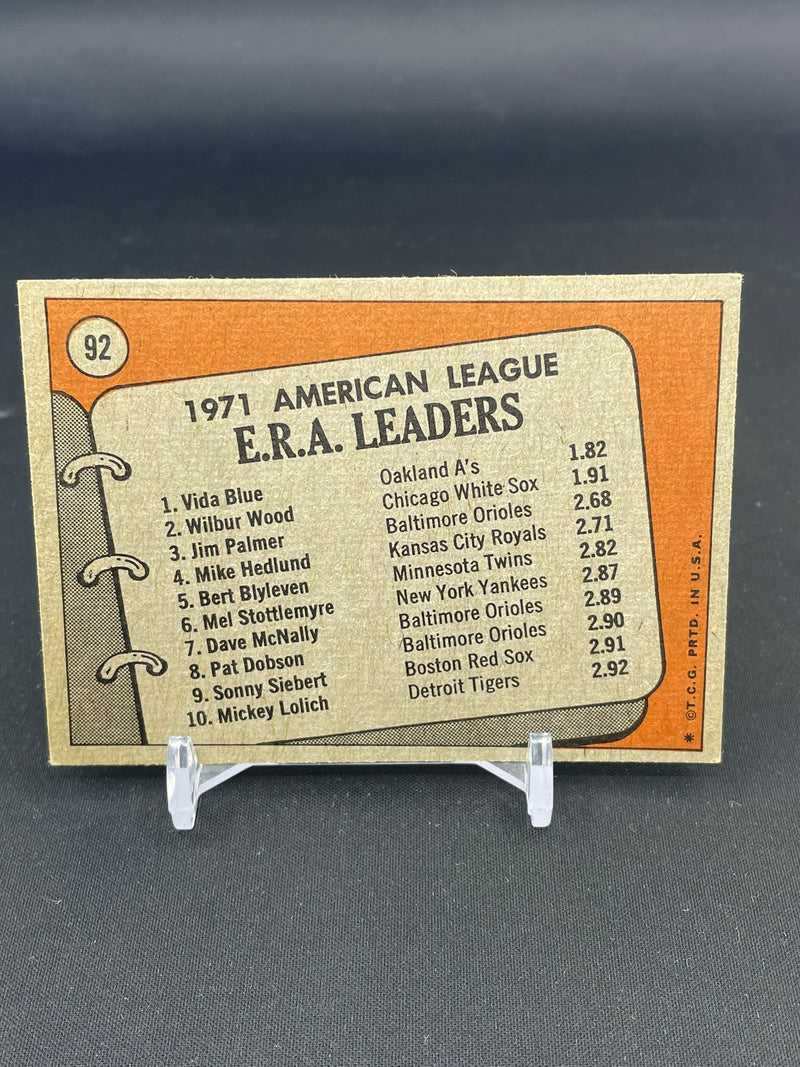 92
1971 AMERICAN LEAGUE
E.R.A. LEADERS
1. Vida Blue Oakland A's 1.82
2. Wilbur Wood Chicago White Sox 1.91
3. Jim Palmer Baltimore Orioles 2.68
4. Mike Hedlund Kansas City Royals 2.71
5. Bert Blyleven Minnesota Twins 2.82
6. Mel Stottlemyre New York Yankees 2.87
7. Dave McNally Baltimore Orioles 2.89
8. Pat Dobson Baltimore Orioles 2.90
9. Sonny Siebert Boston Red Sox 2.91
10. Mickey Lolich Detroit Tigers 2.92
* ©T.C.G. PRTD. IN U.S.A.